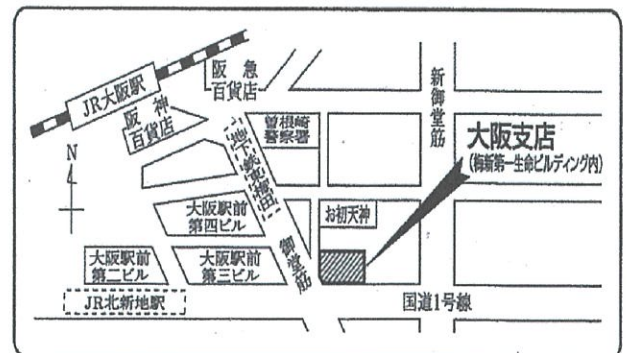 阪急
百貨店
JR大阪駅
阪神
百貨店
新御堂筋
曽根崎
警察署
地下鉄東梅田
大阪支店
(梅新第一生命ビルディング内)
N
大阪駅前
第四ビル
お初天神
御堂筋
大阪駅前
第二ビル
大阪駅前
第三ビル
JR北新地駅
国道1号線